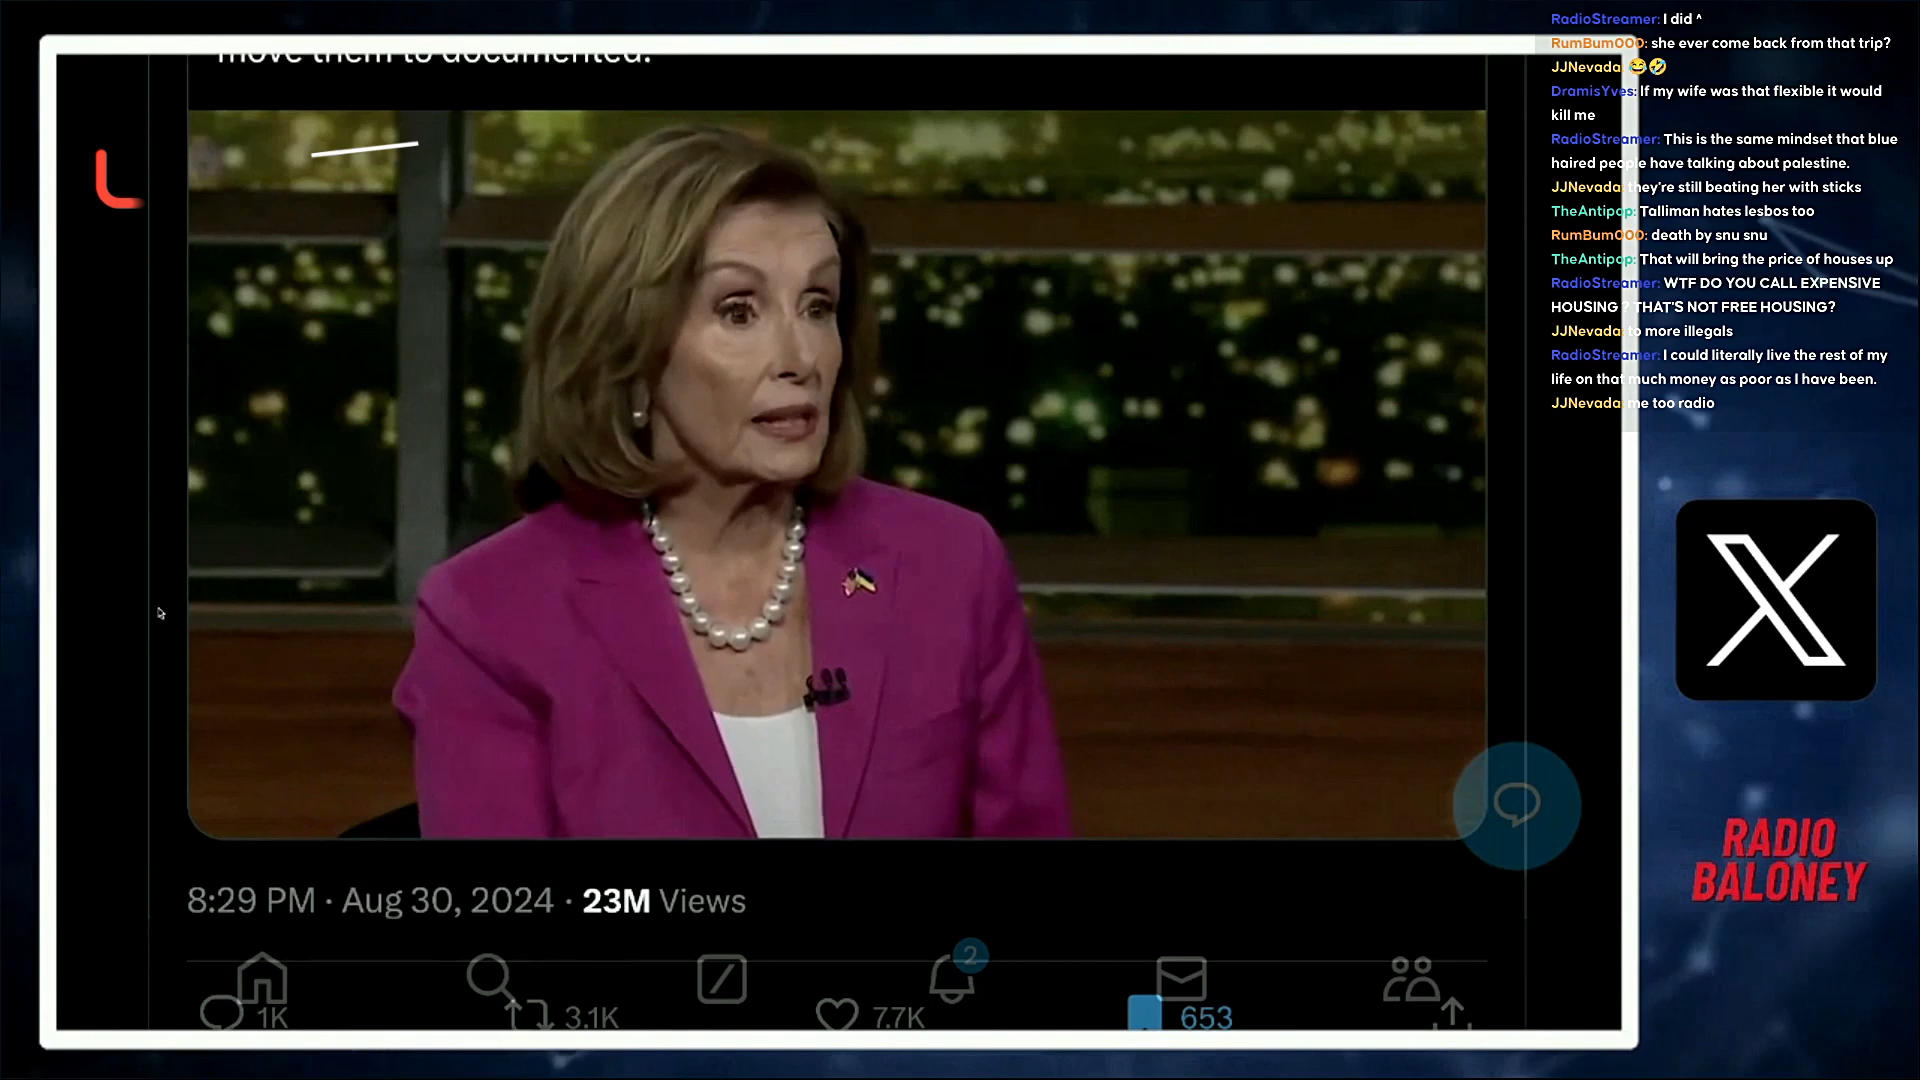 move them to documented.
8:29 PM · Aug 30, 2024 · 23M Views
2
1K
3.1K
7.7K
653
RadioStreamer: I did ^
RumBum000: she ever come back from that trip?
JJNevada: 😂🤣
DramisYves: If my wife was that flexible it would
kill me
RadioStreamer: This is the same mindset that blue
haired people have talking about palestine.
JJNevada: they're still beating her with sticks
TheAntipop: Talliman hates lesbos too
RumBum000: death by snu snu
TheAntipop: That will bring the price of houses up
RadioStreamer: WTF DO YOU CALL EXPENSIVE
HOUSING ? THAT'S NOT FREE HOUSING?
JJNevada: to more illegals
RadioStreamer: I could literally live the rest of my
life on that much money as poor as I have been.
JJNevada: me too radio
X
RADIO
BALONEY